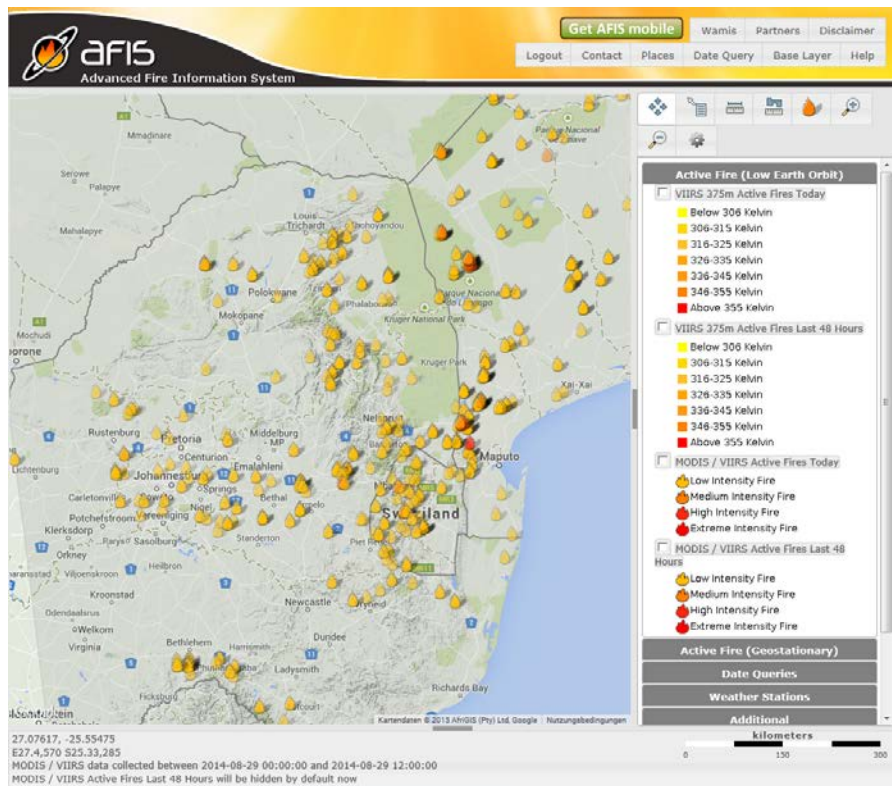 Get AFIS mobile
Wamis Partners Disclaimer
AFIS
Logout Contact Places Date Query Base Layer Help
Advanced Fire Information System
A1
Mmadinare
Serowe
Palapye
Mahalapye
Louis
Trichardt
Polokwane
Mokopane
Phalaborwa
Kruger National Park
Kruger Park
Mochudi
Xai-Xai
Rustenburg
Pretoria
Middelburg
- MP
Nelspruit
Centurion
Emalahleni
Lichtenburg
Johannesburg
Maputo
Carletonville
Soweto
Springs
Bethal
Ermelo
Potchefstroom
Vereeniging
Nigel
Swaziland
Klerksdorp
Parys
Sasolburg
Standerton
Piet Retief
Orkney
Viljoenskroon
Heilbron
Kroonstad
Newcastle
Vryheid
Odendaalsrus
Welkom
Virginia
Bethlehem
Harrismith
Dundee
Ladysmith
Ficksburg
Richards Bay
Bloemfontein
Kartendaten © 2015 AfriGIS (Pty) Ltd, Google
Nutzungsbedingungen
Active Fire (Low Earth Orbit)
VIIRS 375m Active Fires Today
Below 306 Kelvin
306-315 Kelvin
316-325 Kelvin
326-335 Kelvin
336-345 Kelvin
346-355 Kelvin
Above 355 Kelvin
VIIRS 375m Active Fires Last 48 Hours
Below 306 Kelvin
306-315 Kelvin
316-325 Kelvin
326-335 Kelvin
336-345 Kelvin
346-355 Kelvin
Above 355 Kelvin
MODIS / VIIRS Active Fires Today
Low Intensity Fire
Medium Intensity Fire
High Intensity Fire
Extreme Intensity Fire
MODIS / VIIRS Active Fires Last 48
Hours
Low Intensity Fire
Medium Intensity Fire
High Intensity Fire
Extreme Intensity Fire
Active Fire (Geostationary)
Date Queries
Weather Stations
Additional
27.07617, -25.55475
E27.4,570 S25.33,285
MODIS / VIIRS data collected between 2014-08-29 00:00:00 and 2014-08-29 12:00:00
MODIS / VIIRS Active Fires Last 48 Hours will be hidden by default now
kilometers
0 150 300